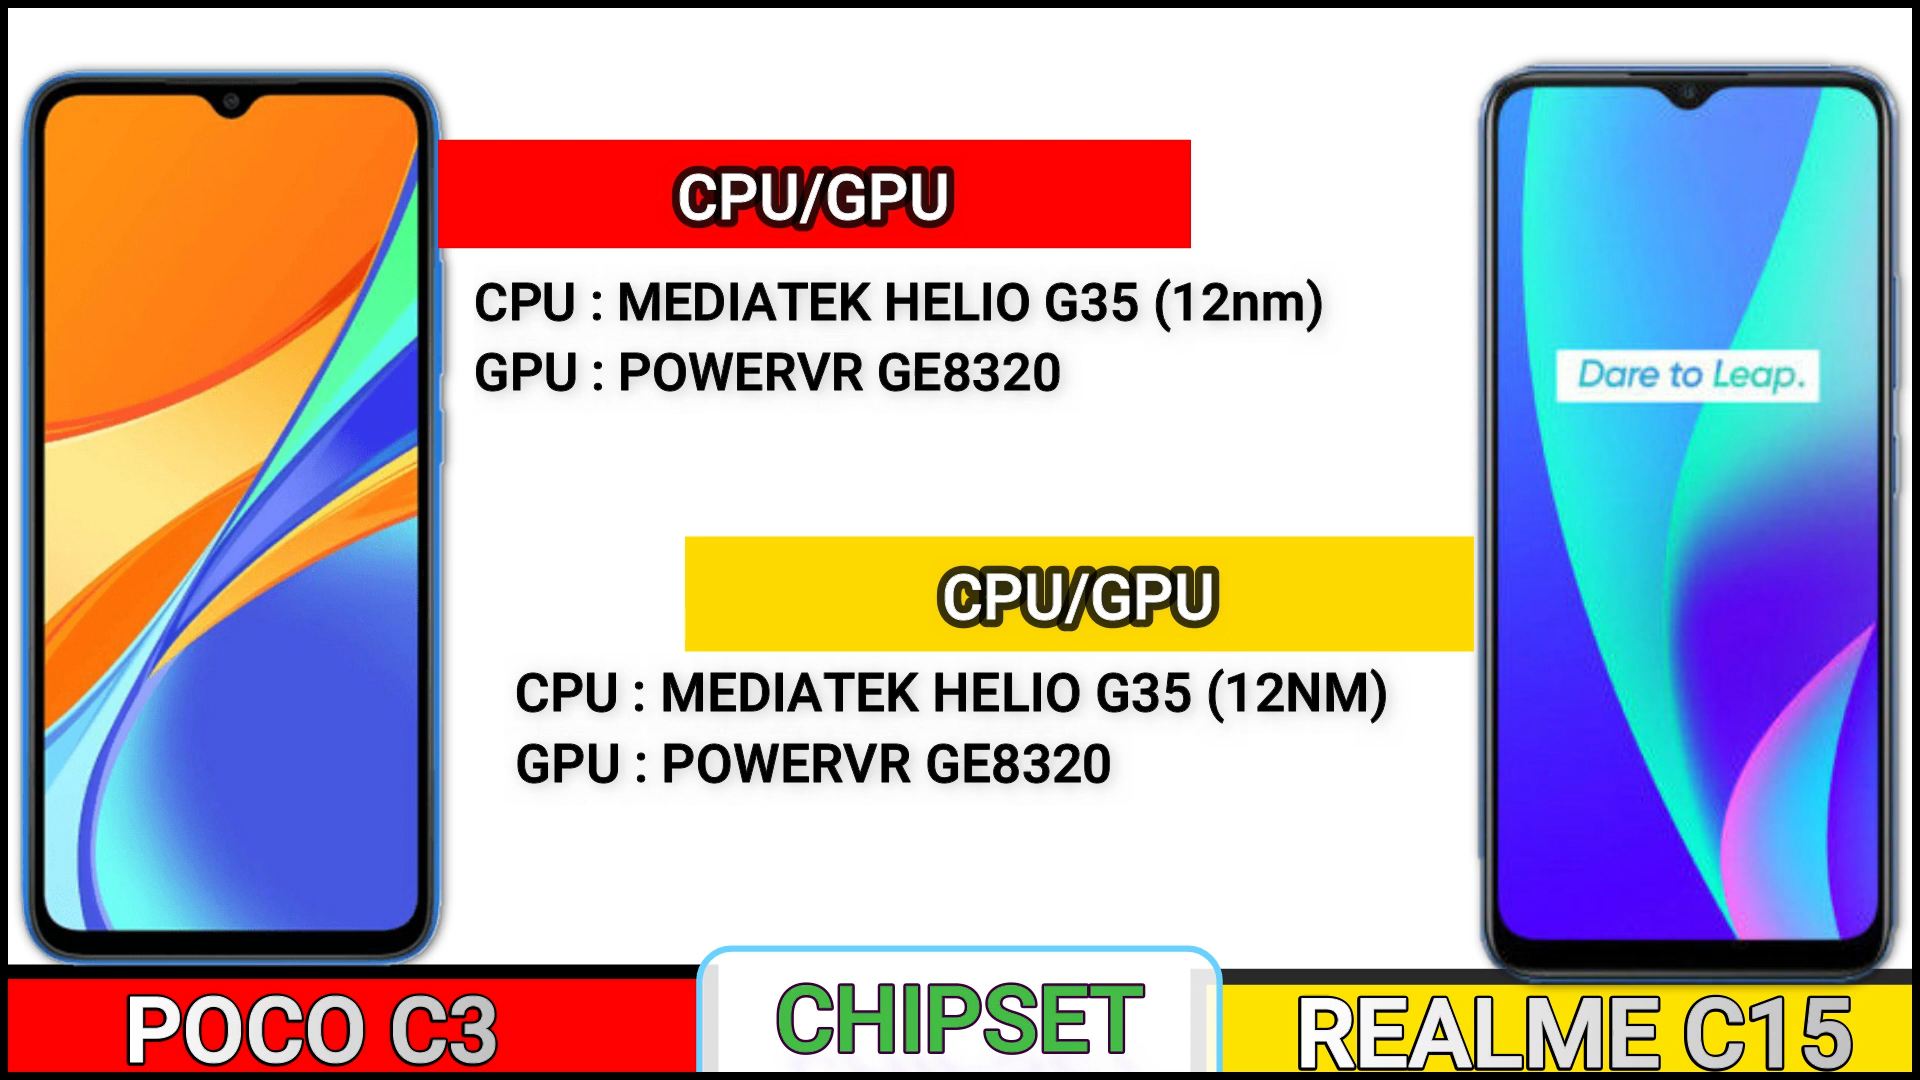 CPU/GPU
CPU : MEDIATEK HELIO G35 (12nm)
GPU : POWERVR GE8320
Dare to Leap.
CPU/GPU
CPU : MEDIATEK HELIO G35 (12NM)
GPU : POWERVR GE8320
POCO C3
CHIPSET
REALME C15